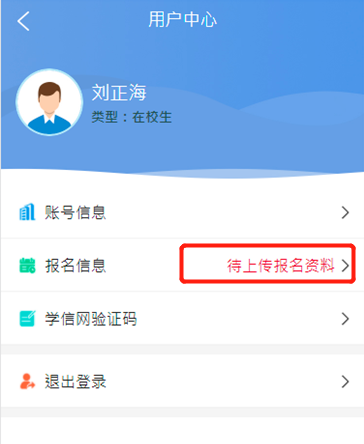 用户中心
刘正海
类型：在校生
账号信息
报名信息 待上传报名资料
学信网验证码
退出登录